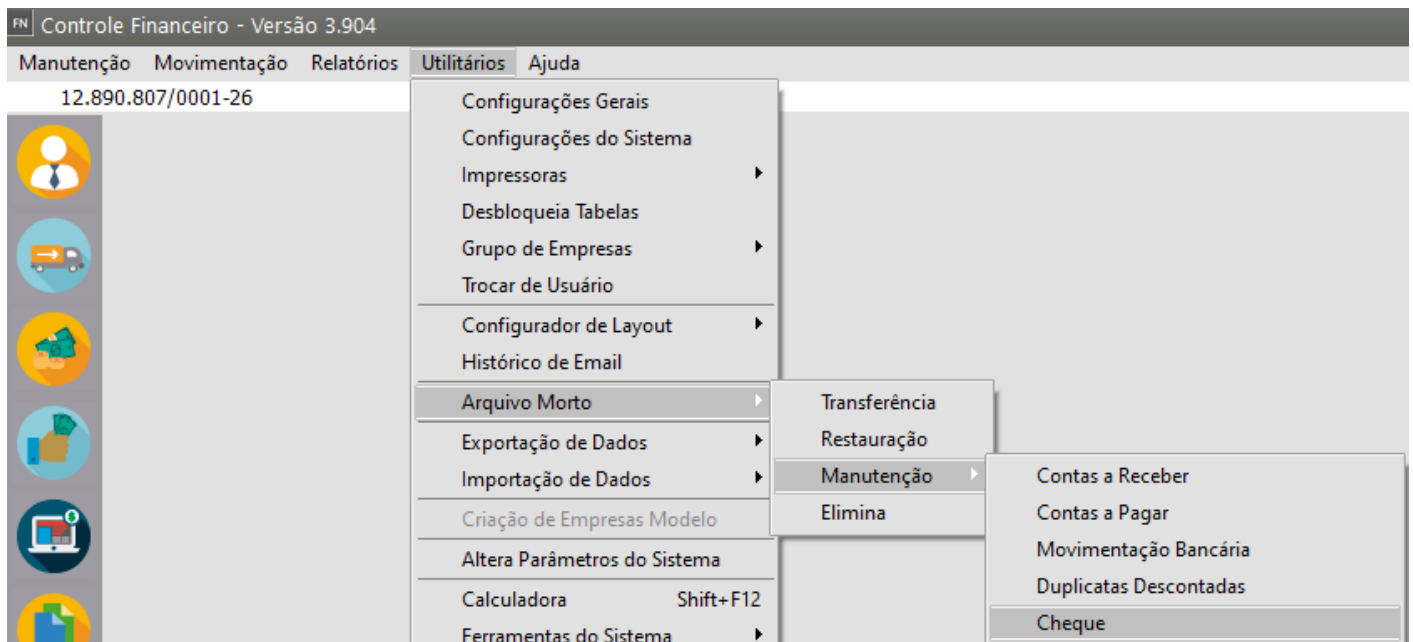 FN Controle Financeiro - Versão 3.904
Manutenção Movimentação Relatórios Utilitários Ajuda
12.890.807/0001-26
Configurações Gerais
Configurações do Sistema
Impressoras
Desbloqueia Tabelas
Grupo de Empresas
Trocar de Usuário
Configurador de Layout
Histórico de Email
Arquivo Morto
Exportação de Dados
Importação de Dados
Criação de Empresas Modelo
Altera Parâmetros do Sistema
Calculadora Shift+F12
Ferramentas do Sistema
Transferência
Restauração
Manutenção
Elimina
Contas a Receber
Contas a Pagar
Movimentação Bancária
Duplicatas Descontadas
Cheque